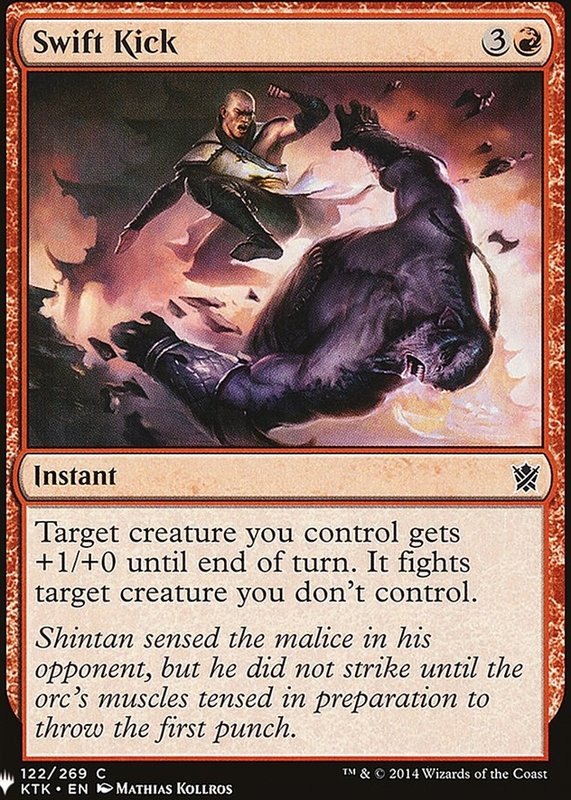 Swift Kick 3
Instant
Target creature you control gets
+1/+0 until end of turn. It fights
target creature you don't control.
Shintan sensed the malice in his
opponent, but he did not strike until the
orc's muscles tensed in preparation to
throw the first punch.
122/269 C
KTK • EN Mathias Kollros
™ & © 2014 Wizards of the Coast